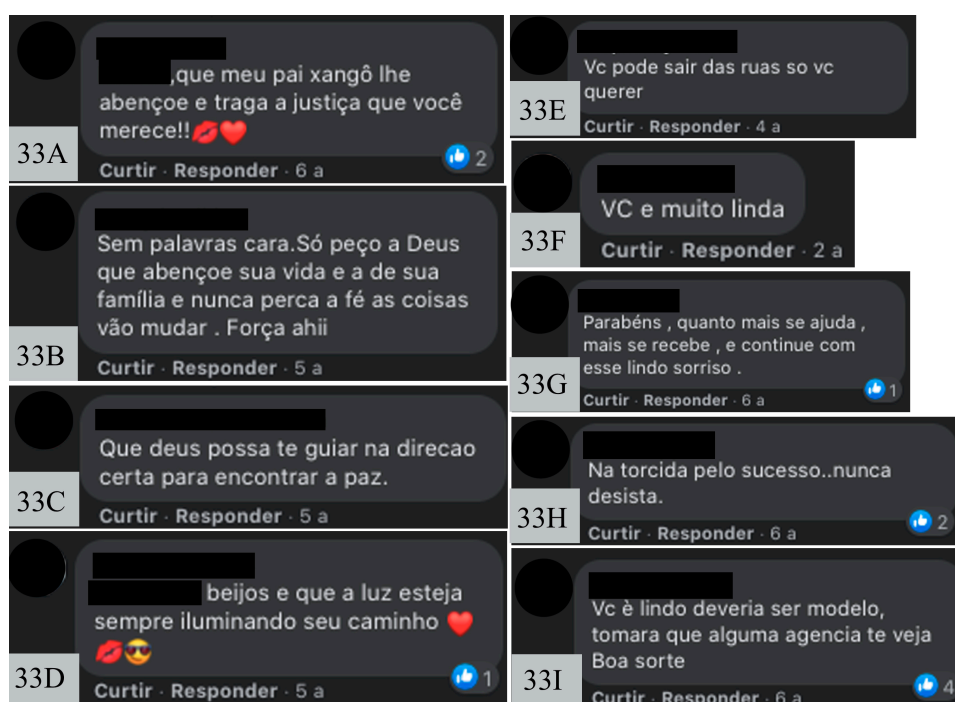 ,que meu pai xangô lhe
abençoe e traga a justiça que você
merece!!💋❤️
33A
Curtir · Responder · 6 a
2
Sem palavras cara.Só peço a Deus
que abençoe sua vida e a de sua
família e nunca perca a fé as coisas
vão mudar . Força ahii
33B
Curtir · Responder · 5 a
Que deus possa te guiar na direcao
certa para encontrar a paz.
33C
Curtir · Responder · 5 a
beijos e que a luz esteja
sempre iluminando seu caminho ❤️
💋😎
33D
Curtir · Responder · 5 a
1
Vc pode sair das ruas so vc
querer
33E
Curtir · Responder · 4 a
VC e muito linda
33F
Curtir · Responder · 2 a
Parabéns , quanto mais se ajuda ,
mais se recebe , e continue com
esse lindo sorriso .
33G
Curtir · Responder · 6 a
1
Na torcida pelo sucesso..nunca
desista.
33H
Curtir · Responder · 6 a
2
Vc è lindo deveria ser modelo,
tomara que alguma agencia te veja
Boa sorte
33I
Curtir · Responder · 6 a
4